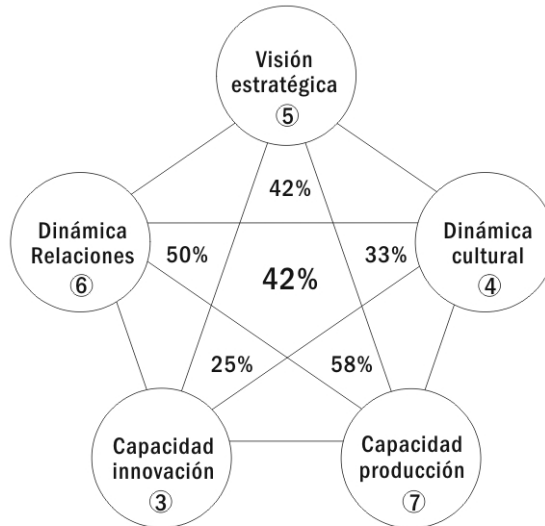 Visión
estratégica
5
42%
Dinámica
Relaciones
6
50%
42%
33%
Dinámica
cultural
4
25%
58%
Capacidad
innovación
3
Capacidad
producción
7